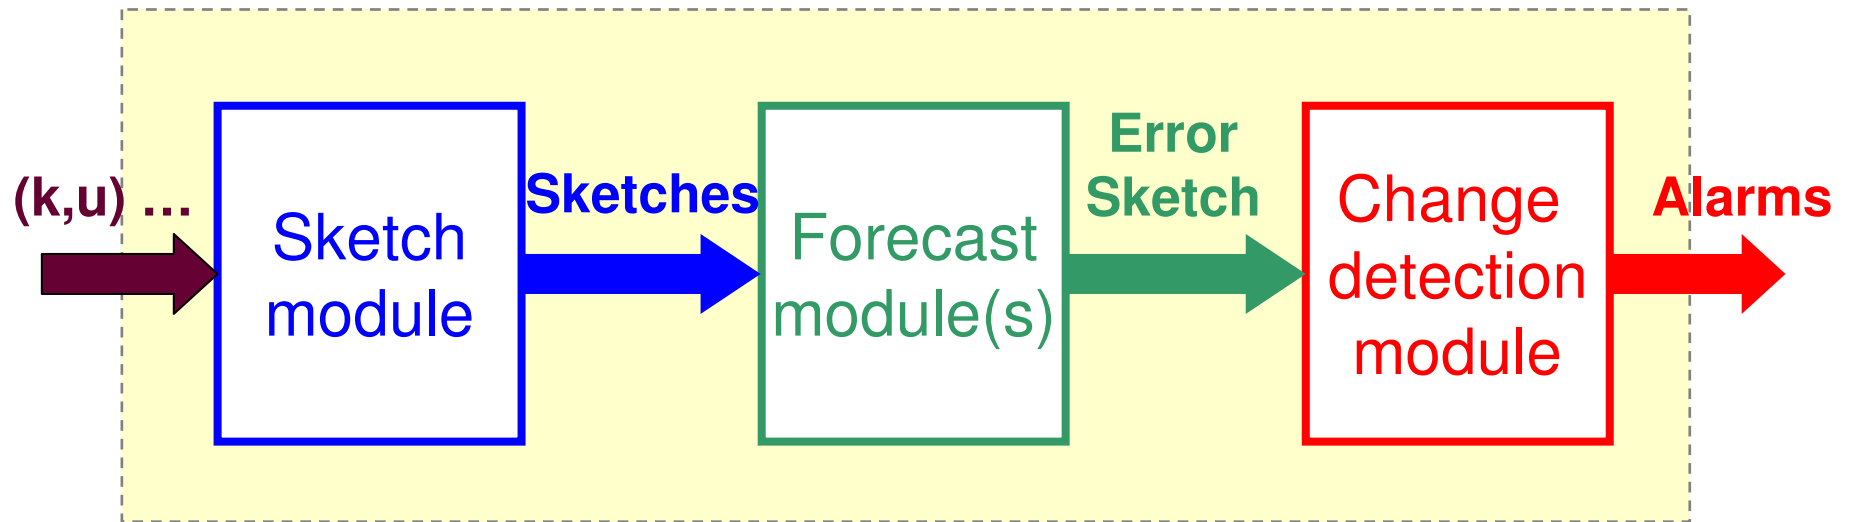 (k,u) …
Sketch
module
Sketches
Forecast
module(s)
Error
Sketch
Change
detection
module
Alarms